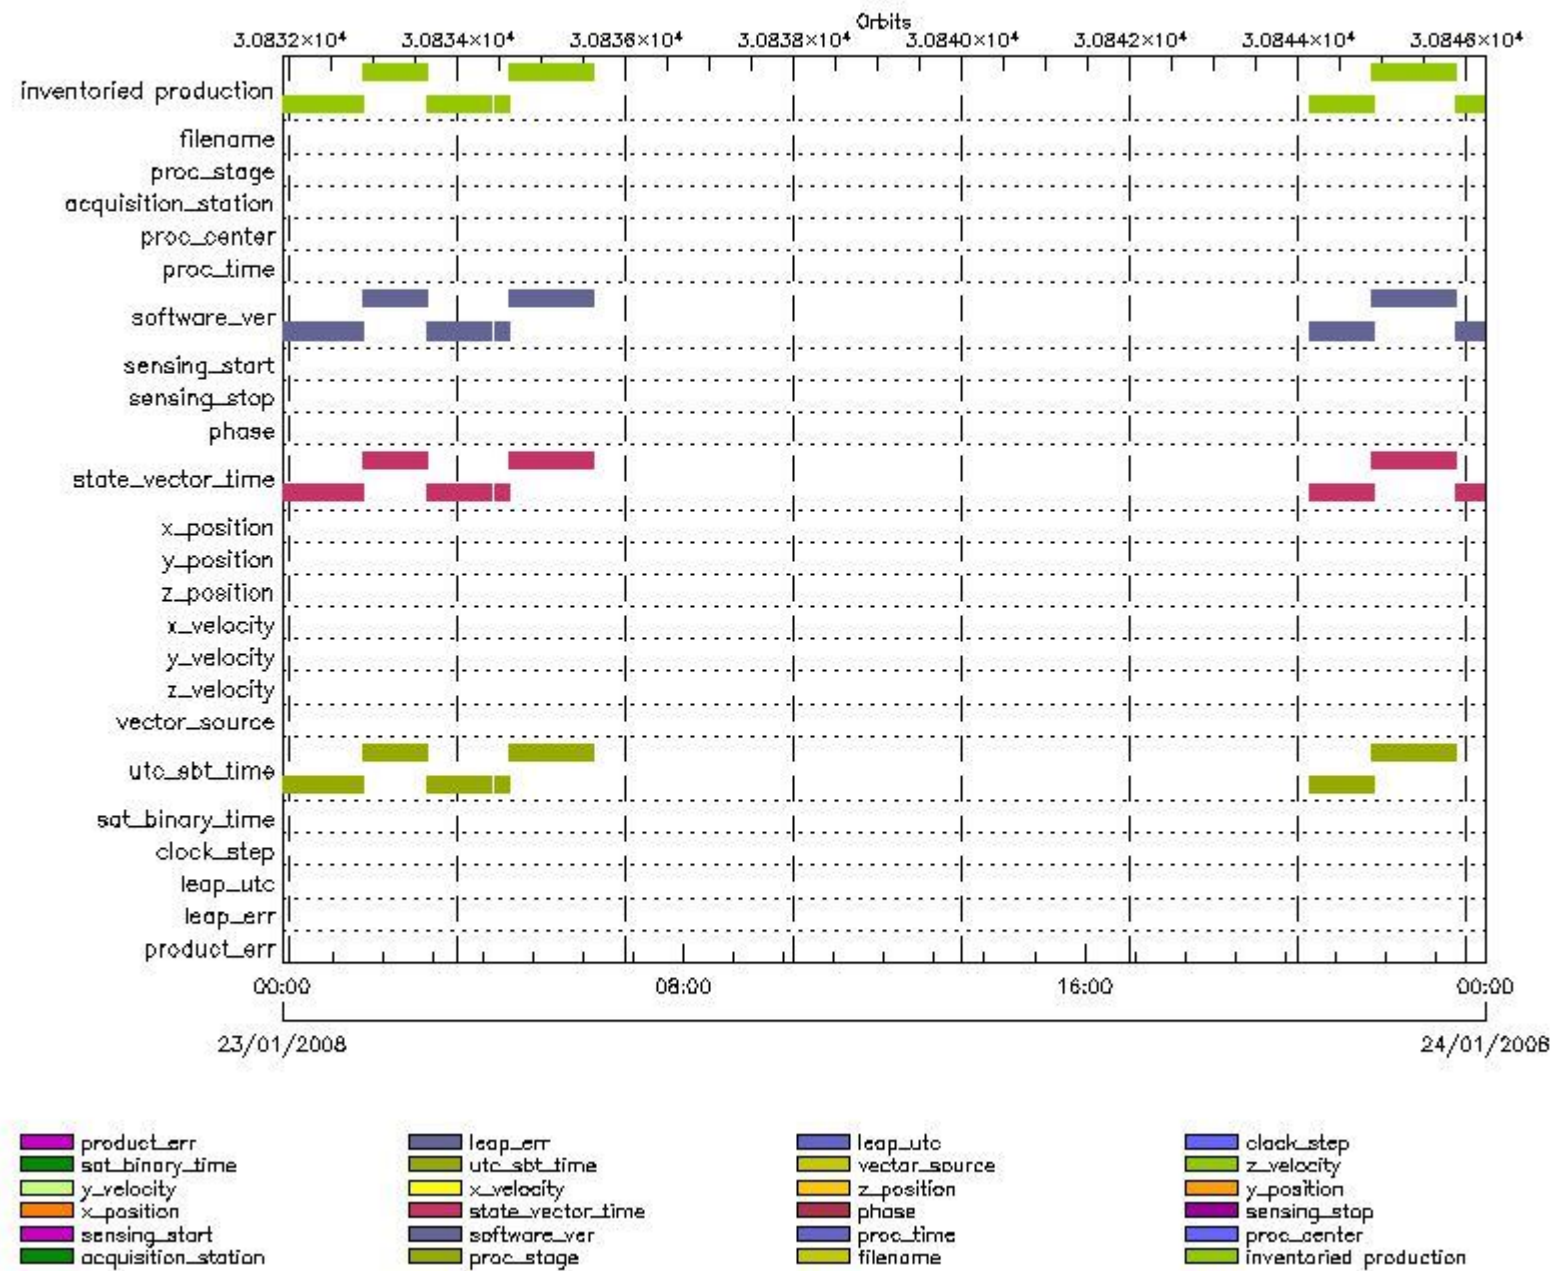 Orbits
3.0832×10⁴ 3.0834×10⁴ 3.0836×10⁴ 3.0838×10⁴ 3.0840×10⁴ 3.0842×10⁴ 3.0844×10⁴ 3.0846×10⁴
inventoried production
filename
proc_stage
acquisition_station
proc_center
proc_time
software_ver
sensing_start
sensing_stop
phase
state_vector_time
x_position
y_position
z_position
x_velocity
y_velocity
z_velocity
vector_source
utc_sbt_time
sat_binary_time
clock_step
leap_utc
leap_err
product_err
00:00 08:00 16:00 00:00
23/01/2008 24/01/2008
product_err leap_err leap_utc clock_step
sat_binary_time utc_sbt_time vector_source z_velocity
y_velocity x_velocity z_position y_position
x_position state_vector_time phase sensing_stop
sensing_start software_ver proc_time proc_center
acquisition_station proc_stage filename inventoried production